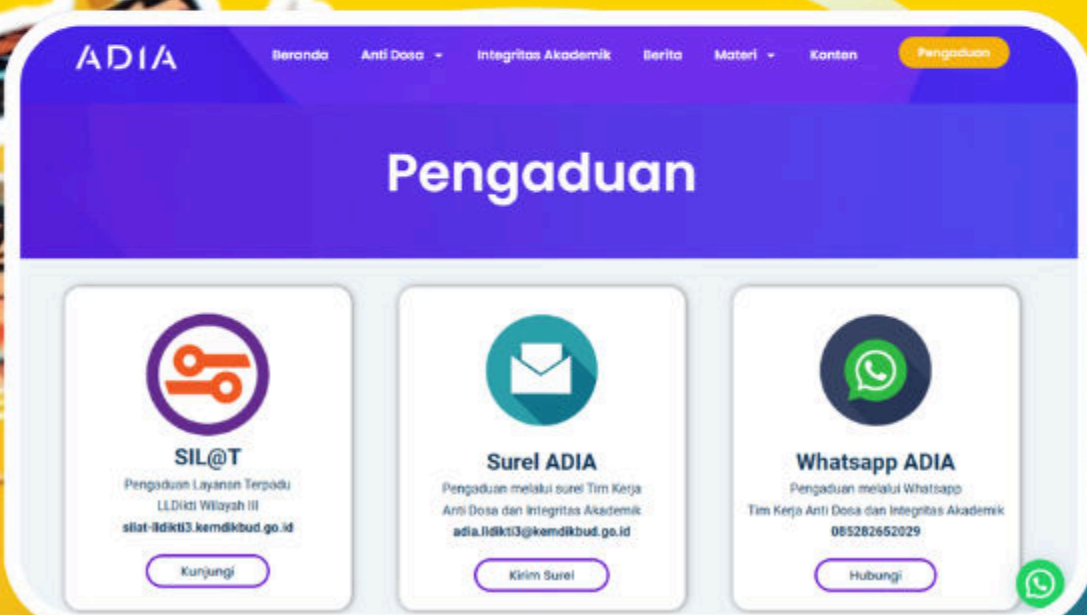 ADIA
Beranda Anti Dosa Integritas Akademik Berita Materi Konten Pengaduan
Pengaduan
SIL@T
Pengaduan Layanan Terpadu
LLDikti Wilayah III
silat-lldikti3.kemdikbud.go.id
Kunjungi
Surel ADIA
Pengaduan melalui surel Tim Kerja
Anti Dosa dan Integritas Akademik
adia.lldikti3@kemdikbud.go.id
Kirim Surel
Whatsapp ADIA
Pengaduan melalui Whatsapp
Tim Kerja Anti Dosa dan Integritas Akademik
085282652029
Hubungi